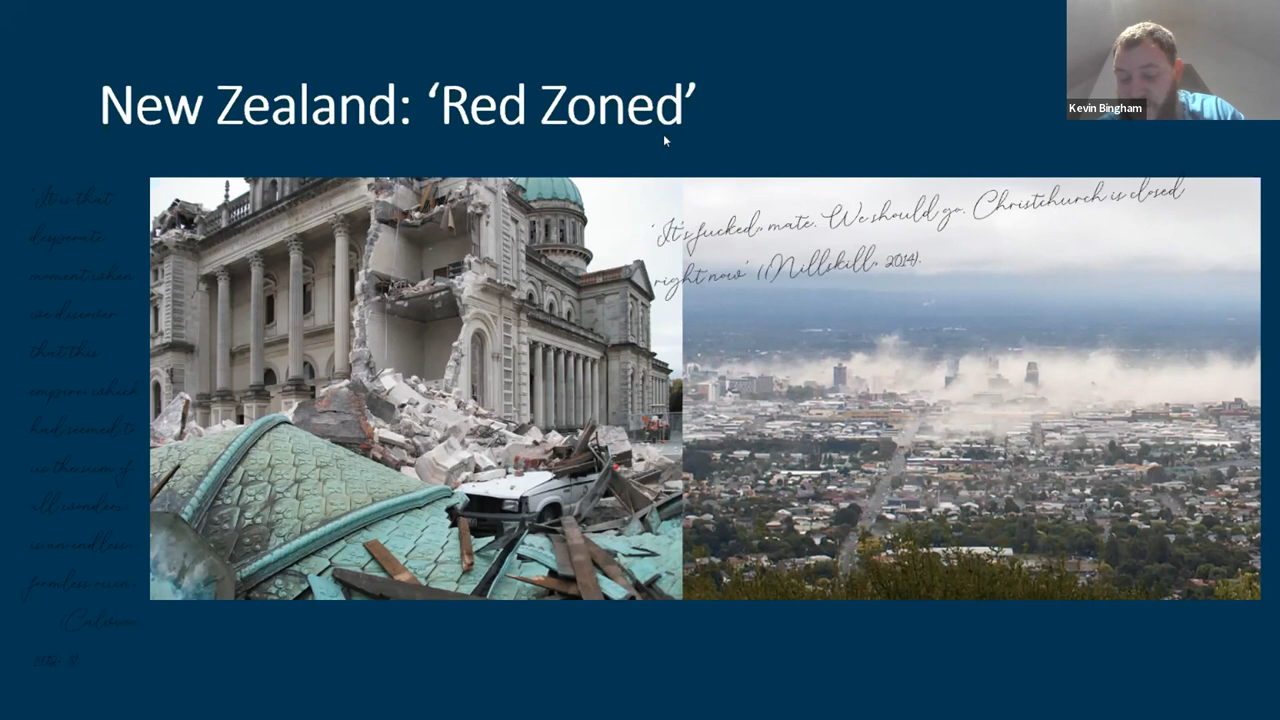 New Zealand: ‘Red Zoned’
Kevin Bingham
‘It is that
desperate
moment when
we discover
that this
empire which
had seemed to
us the sum of
all wonders
is an endless
formless ruin
(Calvino
‘It’s fucked, mate. We should go. Christchurch is closed
right now’ (Millskill, 2014).